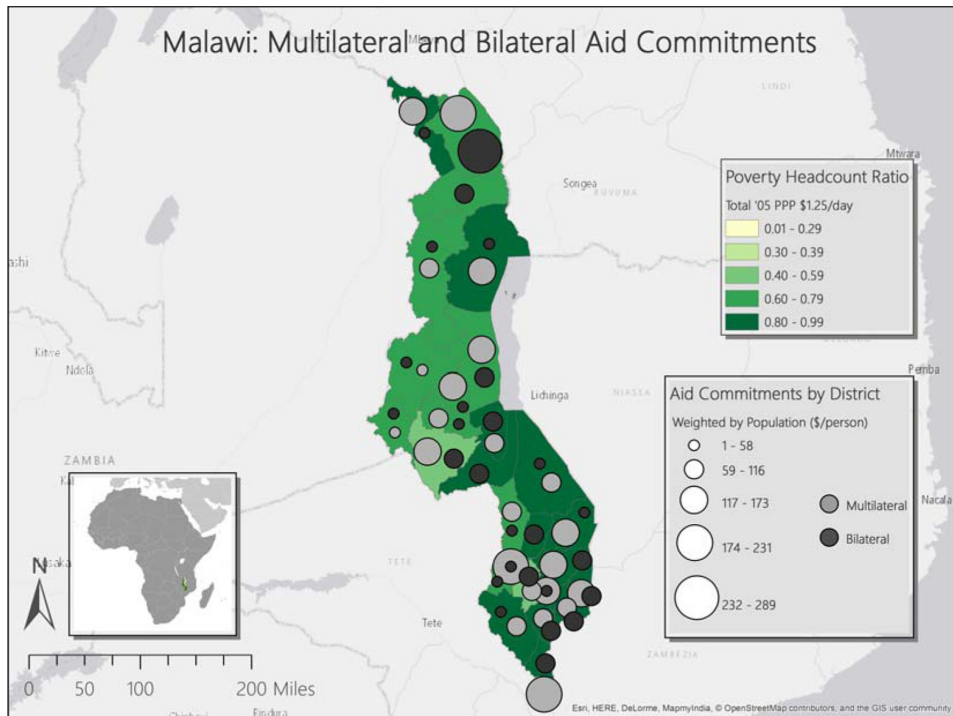 Malawi: Multilateral and Bilateral Aid Commitments
LINDI
Mtwara
Songea
RUVUMA
Poverty Headcount Ratio
Total '05 PPP $1.25/day
0.01 - 0.29
0.30 - 0.39
0.40 - 0.59
0.60 - 0.79
0.80 - 0.99
ashi
Kitwe
Ndola
Pemba
Lichinga
NIASSA
Aid Commitments by District
Weighted by Population ($/person)
1 - 58
59 - 116
117 - 173
174 - 231
232 - 289
Multilateral
Bilateral
ZAMBIA
Nacala
N
TETE
Tete
ZAMBEZIA
0 50 100 200 Miles
Esri, HERE, DeLorme, MapmyIndia, © OpenStreetMap contributors, and the GIS user community